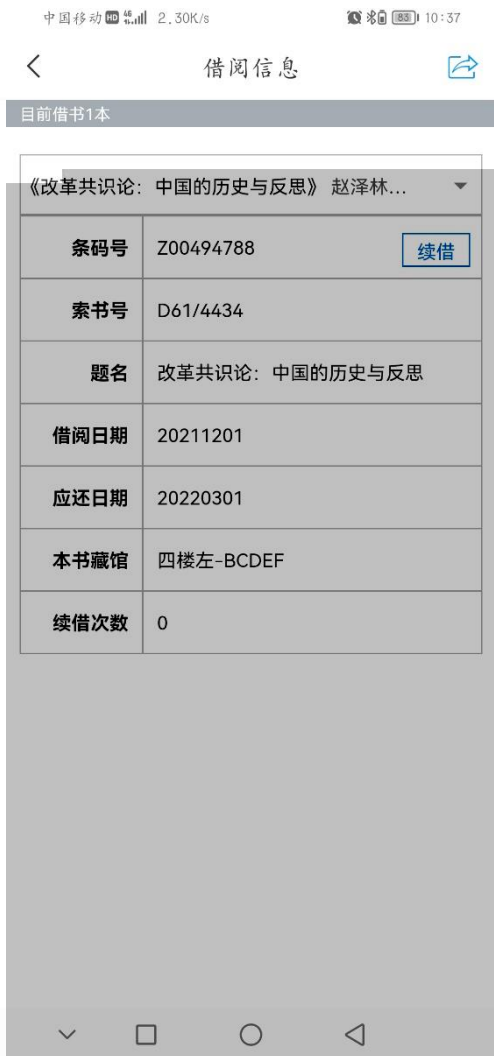 中国移动 HD 4G 2.30K/s 83 10:37
借阅信息
目前借书1本
《改革共识论：中国的历史与反思》 赵泽林...
条码号 Z00494788 续借
索书号 D61/4434
题名 改革共识论：中国的历史与反思
借阅日期 20211201
应还日期 20220301
本书藏馆 四楼左-BCDEF
续借次数 0